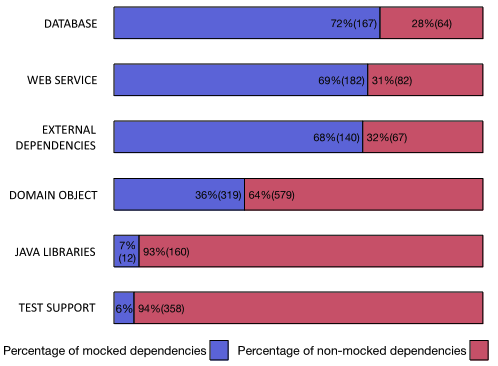 DATABASE
72%(167)
28%(64)
WEB SERVICE
69%(182)
31%(82)
EXTERNAL
DEPENDENCIES
68%(140)
32%(67)
DOMAIN OBJECT
36%(319)
64%(579)
JAVA LIBRARIES
7%
(12)
93%(160)
TEST SUPPORT
6%
94%(358)
Percentage of mocked dependencies
Percentage of non-mocked dependencies